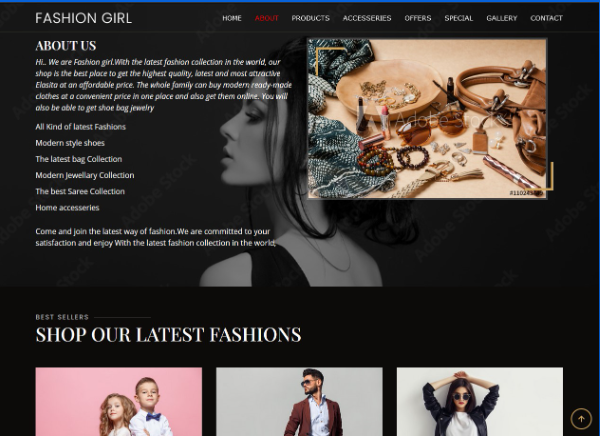 FASHION GIRL
HOME ABOUT PRODUCTS ACCESSERIES OFFERS SPECIAL GALLERY CONTACT
ABOUT US
Hi.. We are Fashion girl.With the latest fashion collection in the world, our
shop is the best place to get the highest quality, latest and most attractive
Elasita at an affordable price. The whole family can buy modern ready-made
clothes at a convenient price in one place and also get them online. You will
also be able to get shoe bag jewelry
All Kind of latest Fashions
Modern style shoes
The latest bag Collection
Modern Jewellary Collection
The best Saree Collection
Home accesseries
Come and join the latest way of fashion.We are committed to your
satisfaction and enjoy With the latest fashion collection in the world;
Adobe Stock
BEST SELLERS
SHOP OUR LATEST FASHIONS